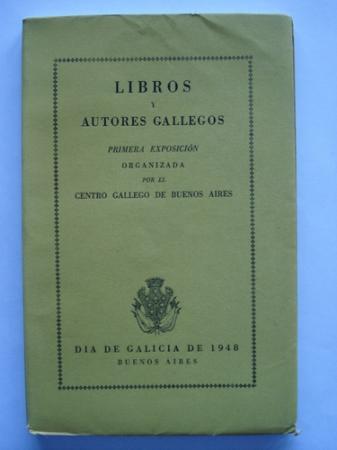 LIBROS
Y
AUTORES GALLEGOS
PRIMERA EXPOSICIÓN
ORGANIZADA
POR EL
CENTRO GALLEGO DE BUENOS AIRES
DIA DE GALICIA DE 1948
BUENOS AIRES